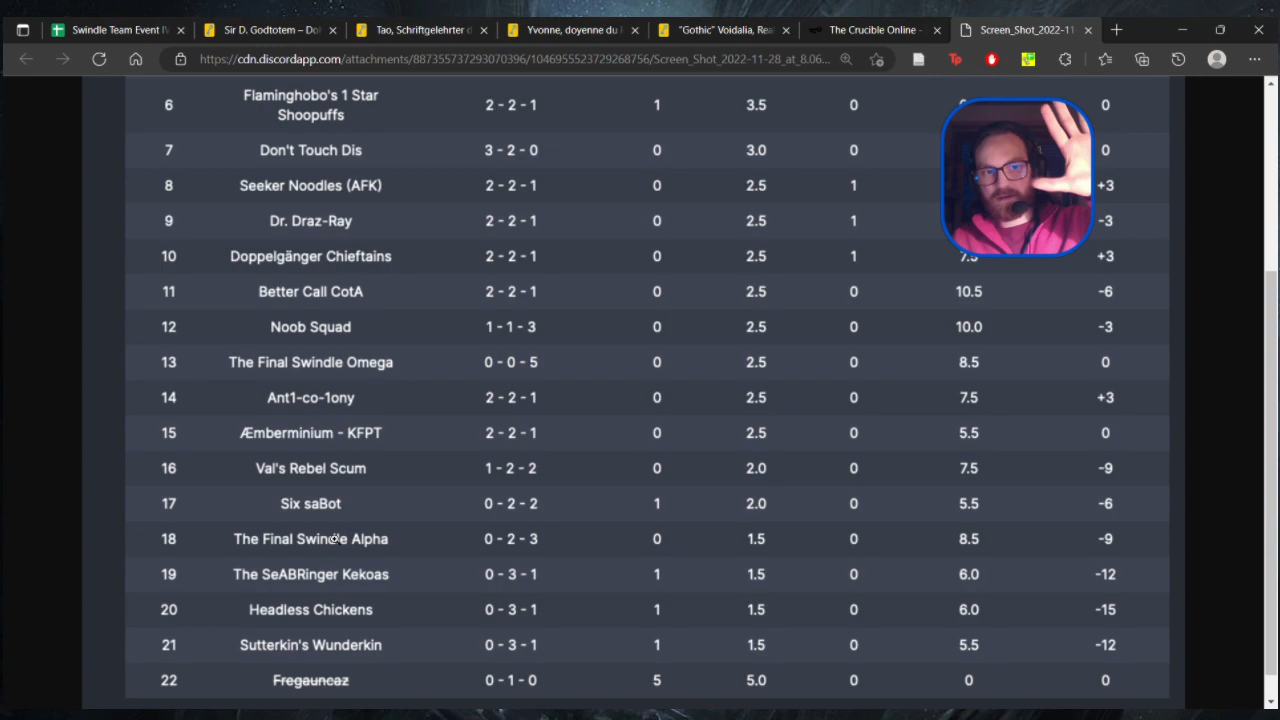 Swindle Team Event I
Sir D. Godtotem – Do
Tao, Schriftgelehrter d
Yvonne, doyenne du
"Gothic" Voidalia, Rea
The Crucible Online -
Screen_Shot_2022-11
https://cdn.discordapp.com/attachments/887355737293070396/1046955523729268756/Screen_Shot_2022-11-28_at_8.06...
6 Flaminghobo's 1 Star Shoopuffs 2 - 2 - 1 1 3.5 0 0
7 Don't Touch Dis 3 - 2 - 0 0 3.0 0 0
8 Seeker Noodles (AFK) 2 - 2 - 1 0 2.5 1 +3
9 Dr. Draz-Ray 2 - 2 - 1 0 2.5 1 -3
10 Doppelgänger Chieftains 2 - 2 - 1 0 2.5 1 7.5 +3
11 Better Call CotA 2 - 2 - 1 0 2.5 0 10.5 -6
12 Noob Squad 1 - 1 - 3 0 2.5 0 10.0 -3
13 The Final Swindle Omega 0 - 0 - 5 0 2.5 0 8.5 0
14 Ant1-co-1ony 2 - 2 - 1 0 2.5 0 7.5 +3
15 Æmberminium - KFPT 2 - 2 - 1 0 2.5 0 5.5 0
16 Val's Rebel Scum 1 - 2 - 2 0 2.0 0 7.5 -9
17 Six saBot 0 - 2 - 2 1 2.0 0 5.5 -6
18 The Final Swindle Alpha 0 - 2 - 3 0 1.5 0 8.5 -9
19 The SeABRinger Kekoas 0 - 3 - 1 1 1.5 0 6.0 -12
20 Headless Chickens 0 - 3 - 1 1 1.5 0 6.0 -15
21 Sutterkin's Wunderkin 0 - 3 - 1 1 1.5 0 5.5 -12
22 Fregauncaz 0 - 1 - 0 5 5.0 0 0 0